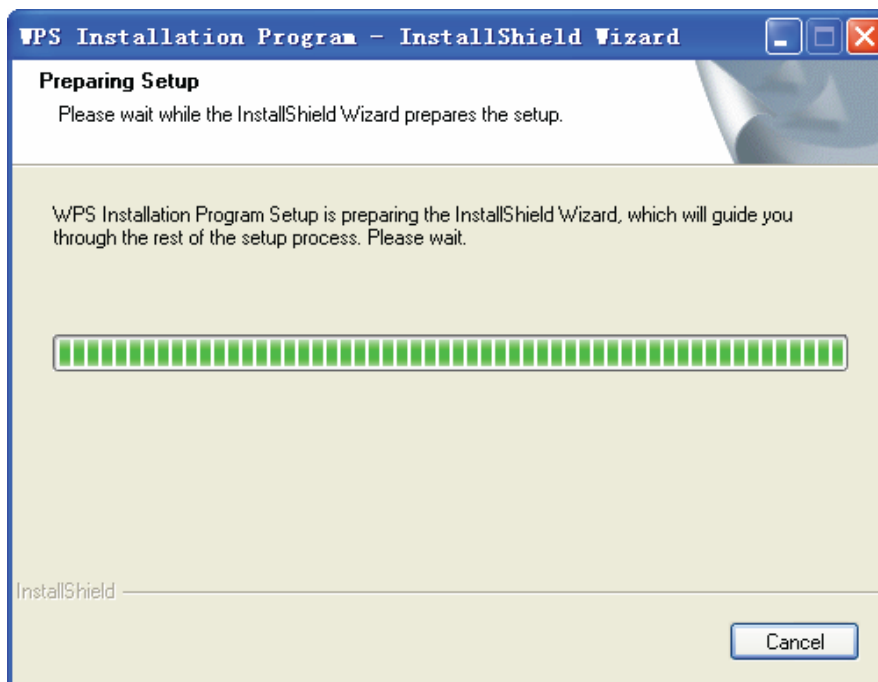 WPS Installation Program - InstallShield Wizard
Preparing Setup
Please wait while the InstallShield Wizard prepares the setup.
WPS Installation Program Setup is preparing the InstallShield Wizard, which will guide you
through the rest of the setup process. Please wait.
InstallShield
Cancel